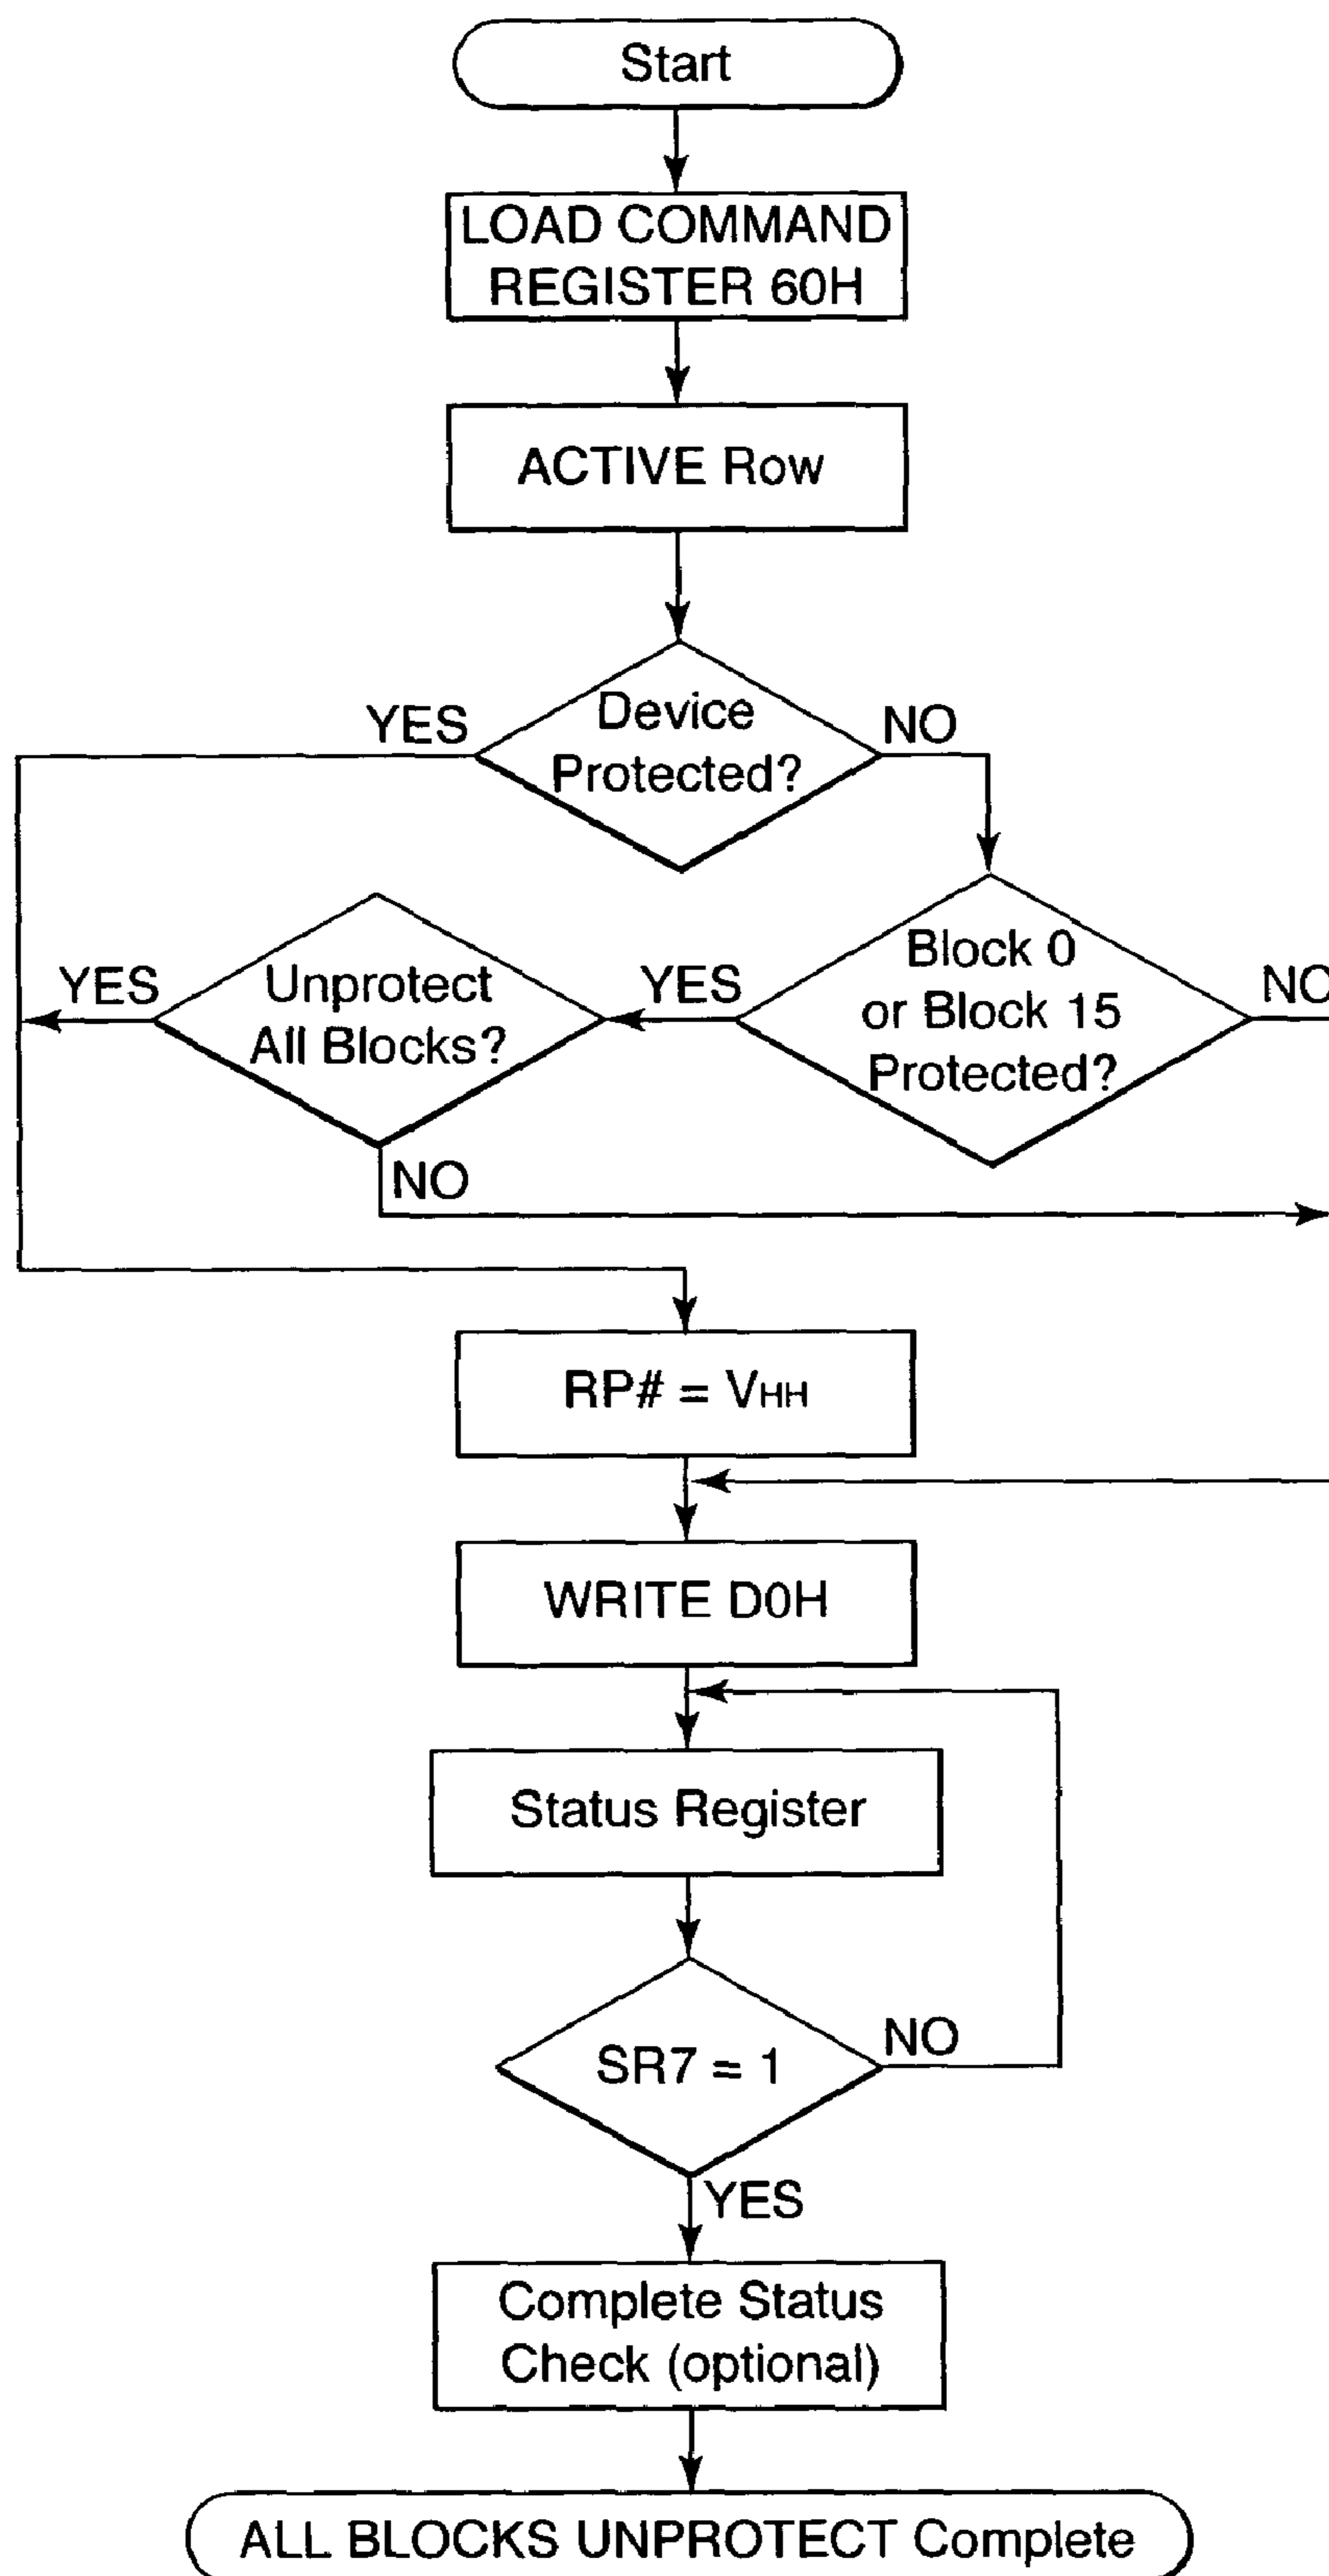 Start
LOAD COMMAND
REGISTER 60H
ACTIVE Row
YES
Device
Protected?
NO
YES
Unprotect
All Blocks?
YES
Block 0
or Block 15
Protected?
NO
NO
RP# = VHH
WRITE D0H
Status Register
SR7 = 1
NO
YES
Complete Status
Check (optional)
ALL BLOCKS UNPROTECT Complete